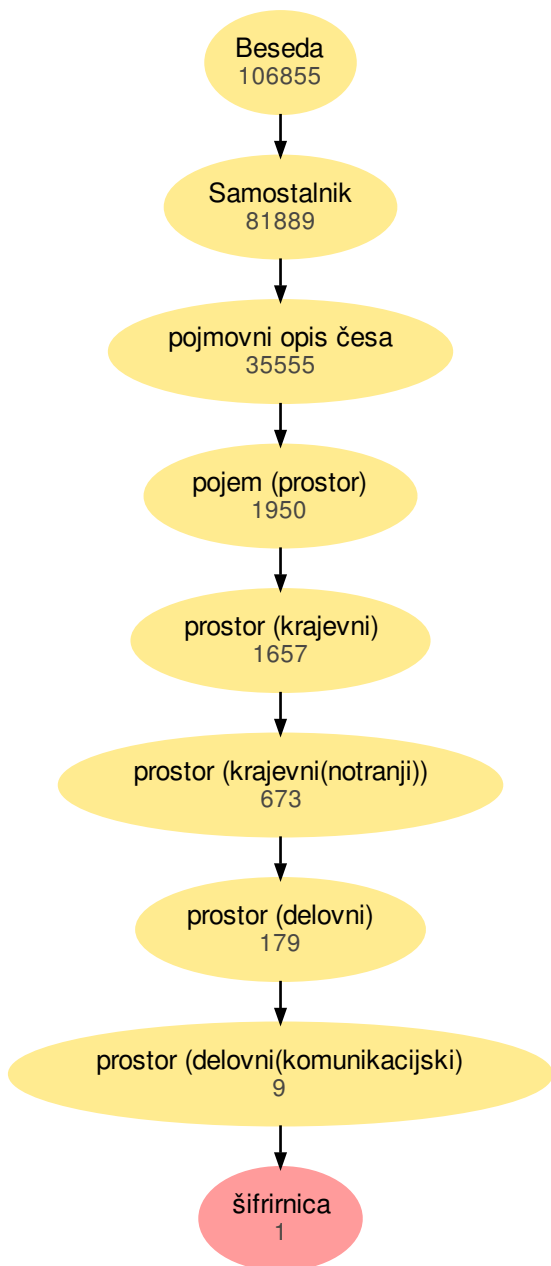 Beseda
106855
Samostalnik
81889
pojmovni opis česa
35555
pojem (prostor)
1950
prostor (krajevni)
1657
prostor (krajevni(notranji))
673
prostor (delovni)
179
prostor (delovni(komunikacijski)
9
šifrirnica
1